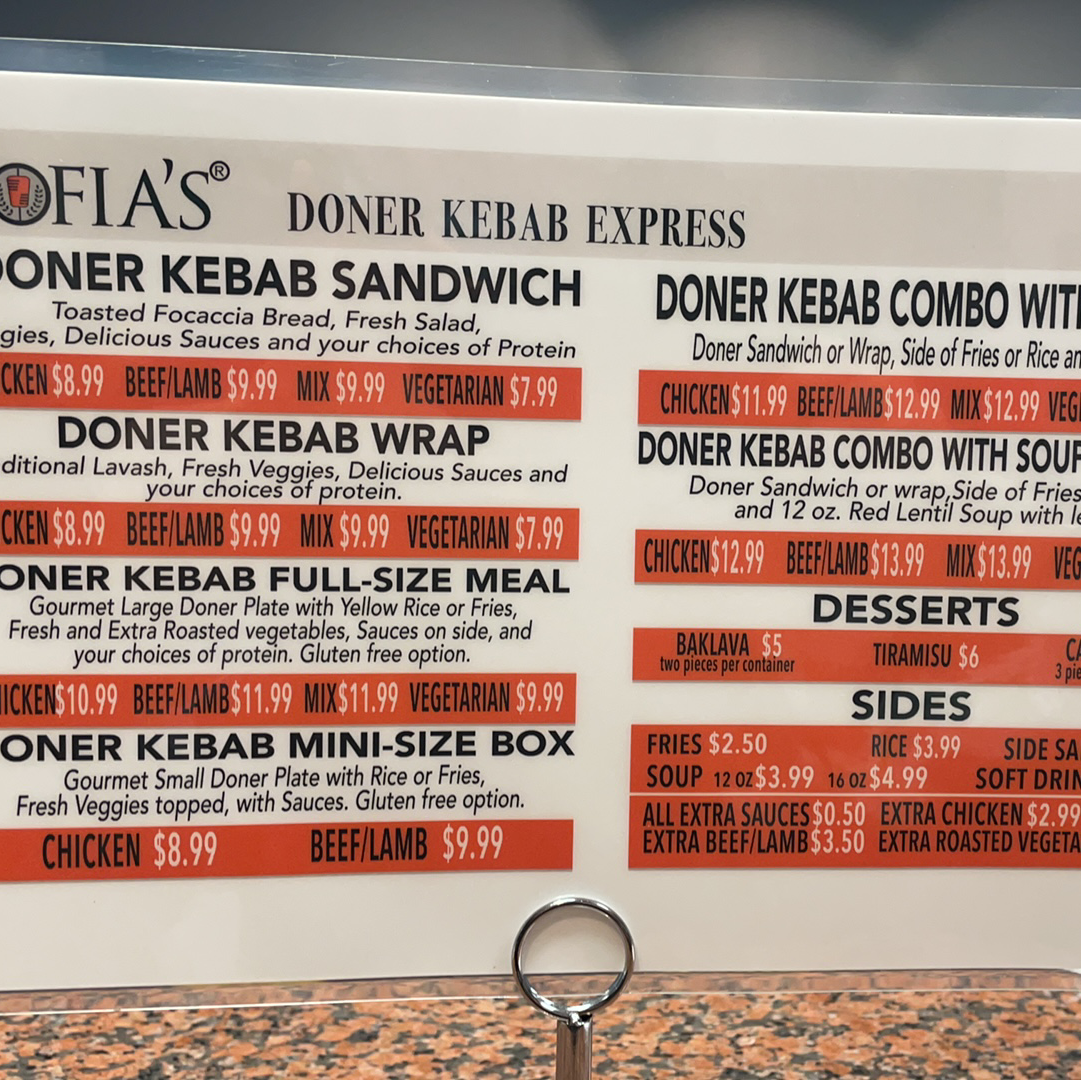 OFIA'S®
DONER KEBAB EXPRESS
DONER KEBAB SANDWICH
Toasted Focaccia Bread, Fresh Salad,
gies, Delicious Sauces and your choices of Protein
CKEN $8.99 BEEF/LAMB $9.99 MIX $9.99 VEGETARIAN $7.99
DONER KEBAB WRAP
ditional Lavash, Fresh Veggies, Delicious Sauces and
your choices of protein.
CKEN $8.99 BEEF/LAMB $9.99 MIX $9.99 VEGETARIAN $7.99
ONER KEBAB FULL-SIZE MEAL
Gourmet Large Doner Plate with Yellow Rice or Fries,
Fresh and Extra Roasted vegetables, Sauces on side, and
your choices of protein. Gluten free option.
ICKEN $10.99 BEEF/LAMB $11.99 MIX $11.99 VEGETARIAN $9.99
ONER KEBAB MINI-SIZE BOX
Gourmet Small Doner Plate with Rice or Fries,
Fresh Veggies topped, with Sauces. Gluten free option.
CHICKEN $8.99 BEEF/LAMB $9.99
DONER KEBAB COMBO WIT
Doner Sandwich or Wrap, Side of Fries or Rice an
CHICKEN $11.99 BEEF/LAMB $12.99 MIX $12.99 VEG
DONER KEBAB COMBO WITH SOUP
Doner Sandwich or wrap,Side of Fries
and 12 oz. Red Lentil Soup with le
CHICKEN $12.99 BEEF/LAMB $13.99 MIX $13.99 VEG
DESSERTS
BAKLAVA $5 TIRAMISU $6 CA
two pieces per container 3 pie
SIDES
FRIES $2.50 RICE $3.99 SIDE SA
SOUP 12 oz $3.99 16 oz $4.99 SOFT DRIN
ALL EXTRA SAUCES $0.50 EXTRA CHICKEN $2.99
EXTRA BEEF/LAMB $3.50 EXTRA ROASTED VEGETA